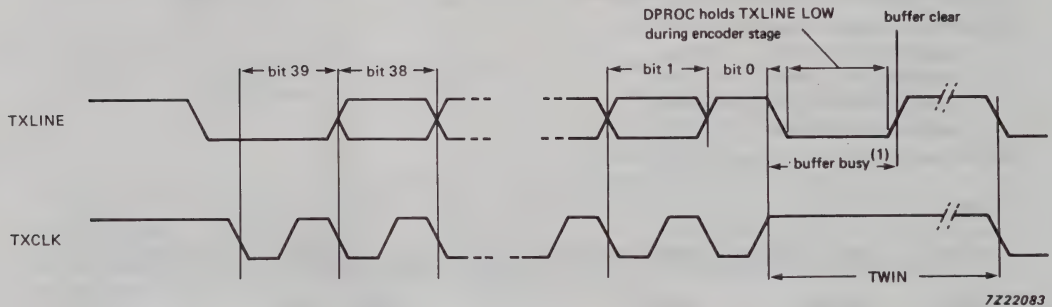 DPROC holds TXLINE LOW
during encoder stage
buffer clear
bit 39
bit 38
bit 1
bit 0
TXLINE
buffer busy(1)
TXCLK
TWIN
7Z22083